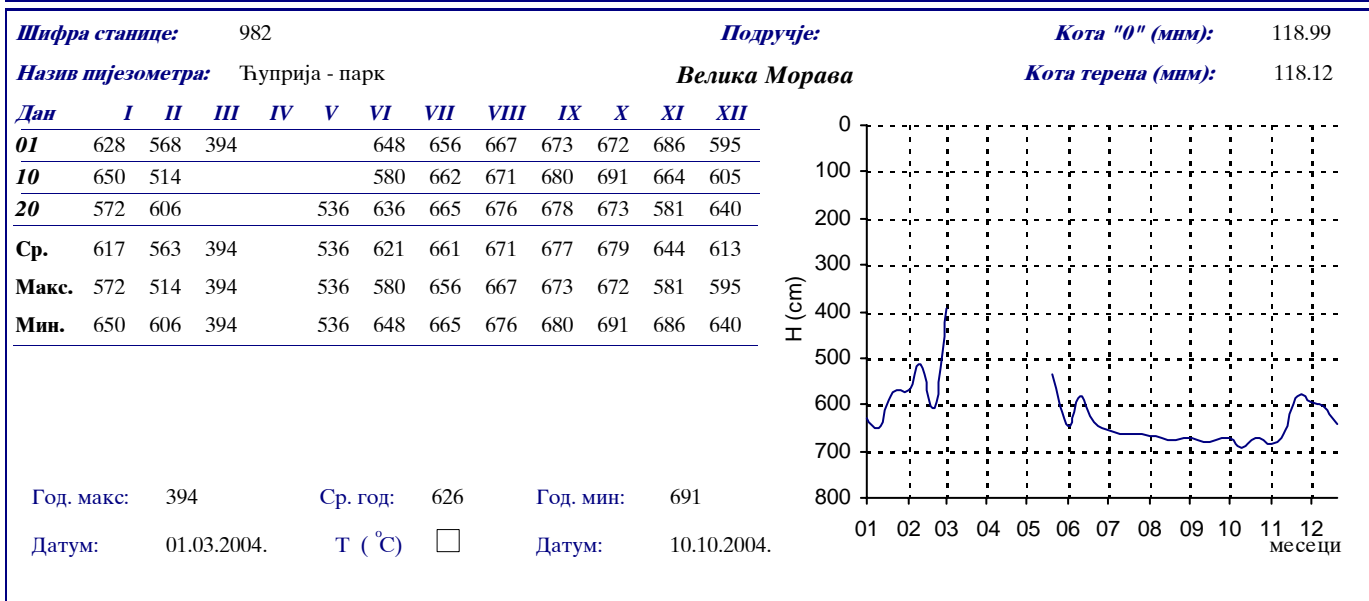 Шифра станице: 982 Подручје: Кота "0" (мнм): 118.99
Назив пијезометра: Ћуприја - парк Велика Морава Кота терена (мнм): 118.12
Дан I II III IV V VI VII VIII IX X XI XII
01 628 568 394 648 656 667 673 672 686 595
10 650 514 580 662 671 680 691 664 605
20 572 606 536 636 665 676 678 673 581 640
Ср. 617 563 394 536 621 661 671 677 679 644 613
Макс. 572 514 394 536 580 656 667 673 672 581 595
Мин. 650 606 394 536 648 665 676 680 691 686 640
Год. макс: 394 Ср. год: 626 Год. мин: 691
Датум: 01.03.2004. Т ( °С) Датум: 10.10.2004.
H (cm)
0
100
200
300
400
500
600
700
800
01 02 03 04 05 06 07 08 09 10 11 12
месеци